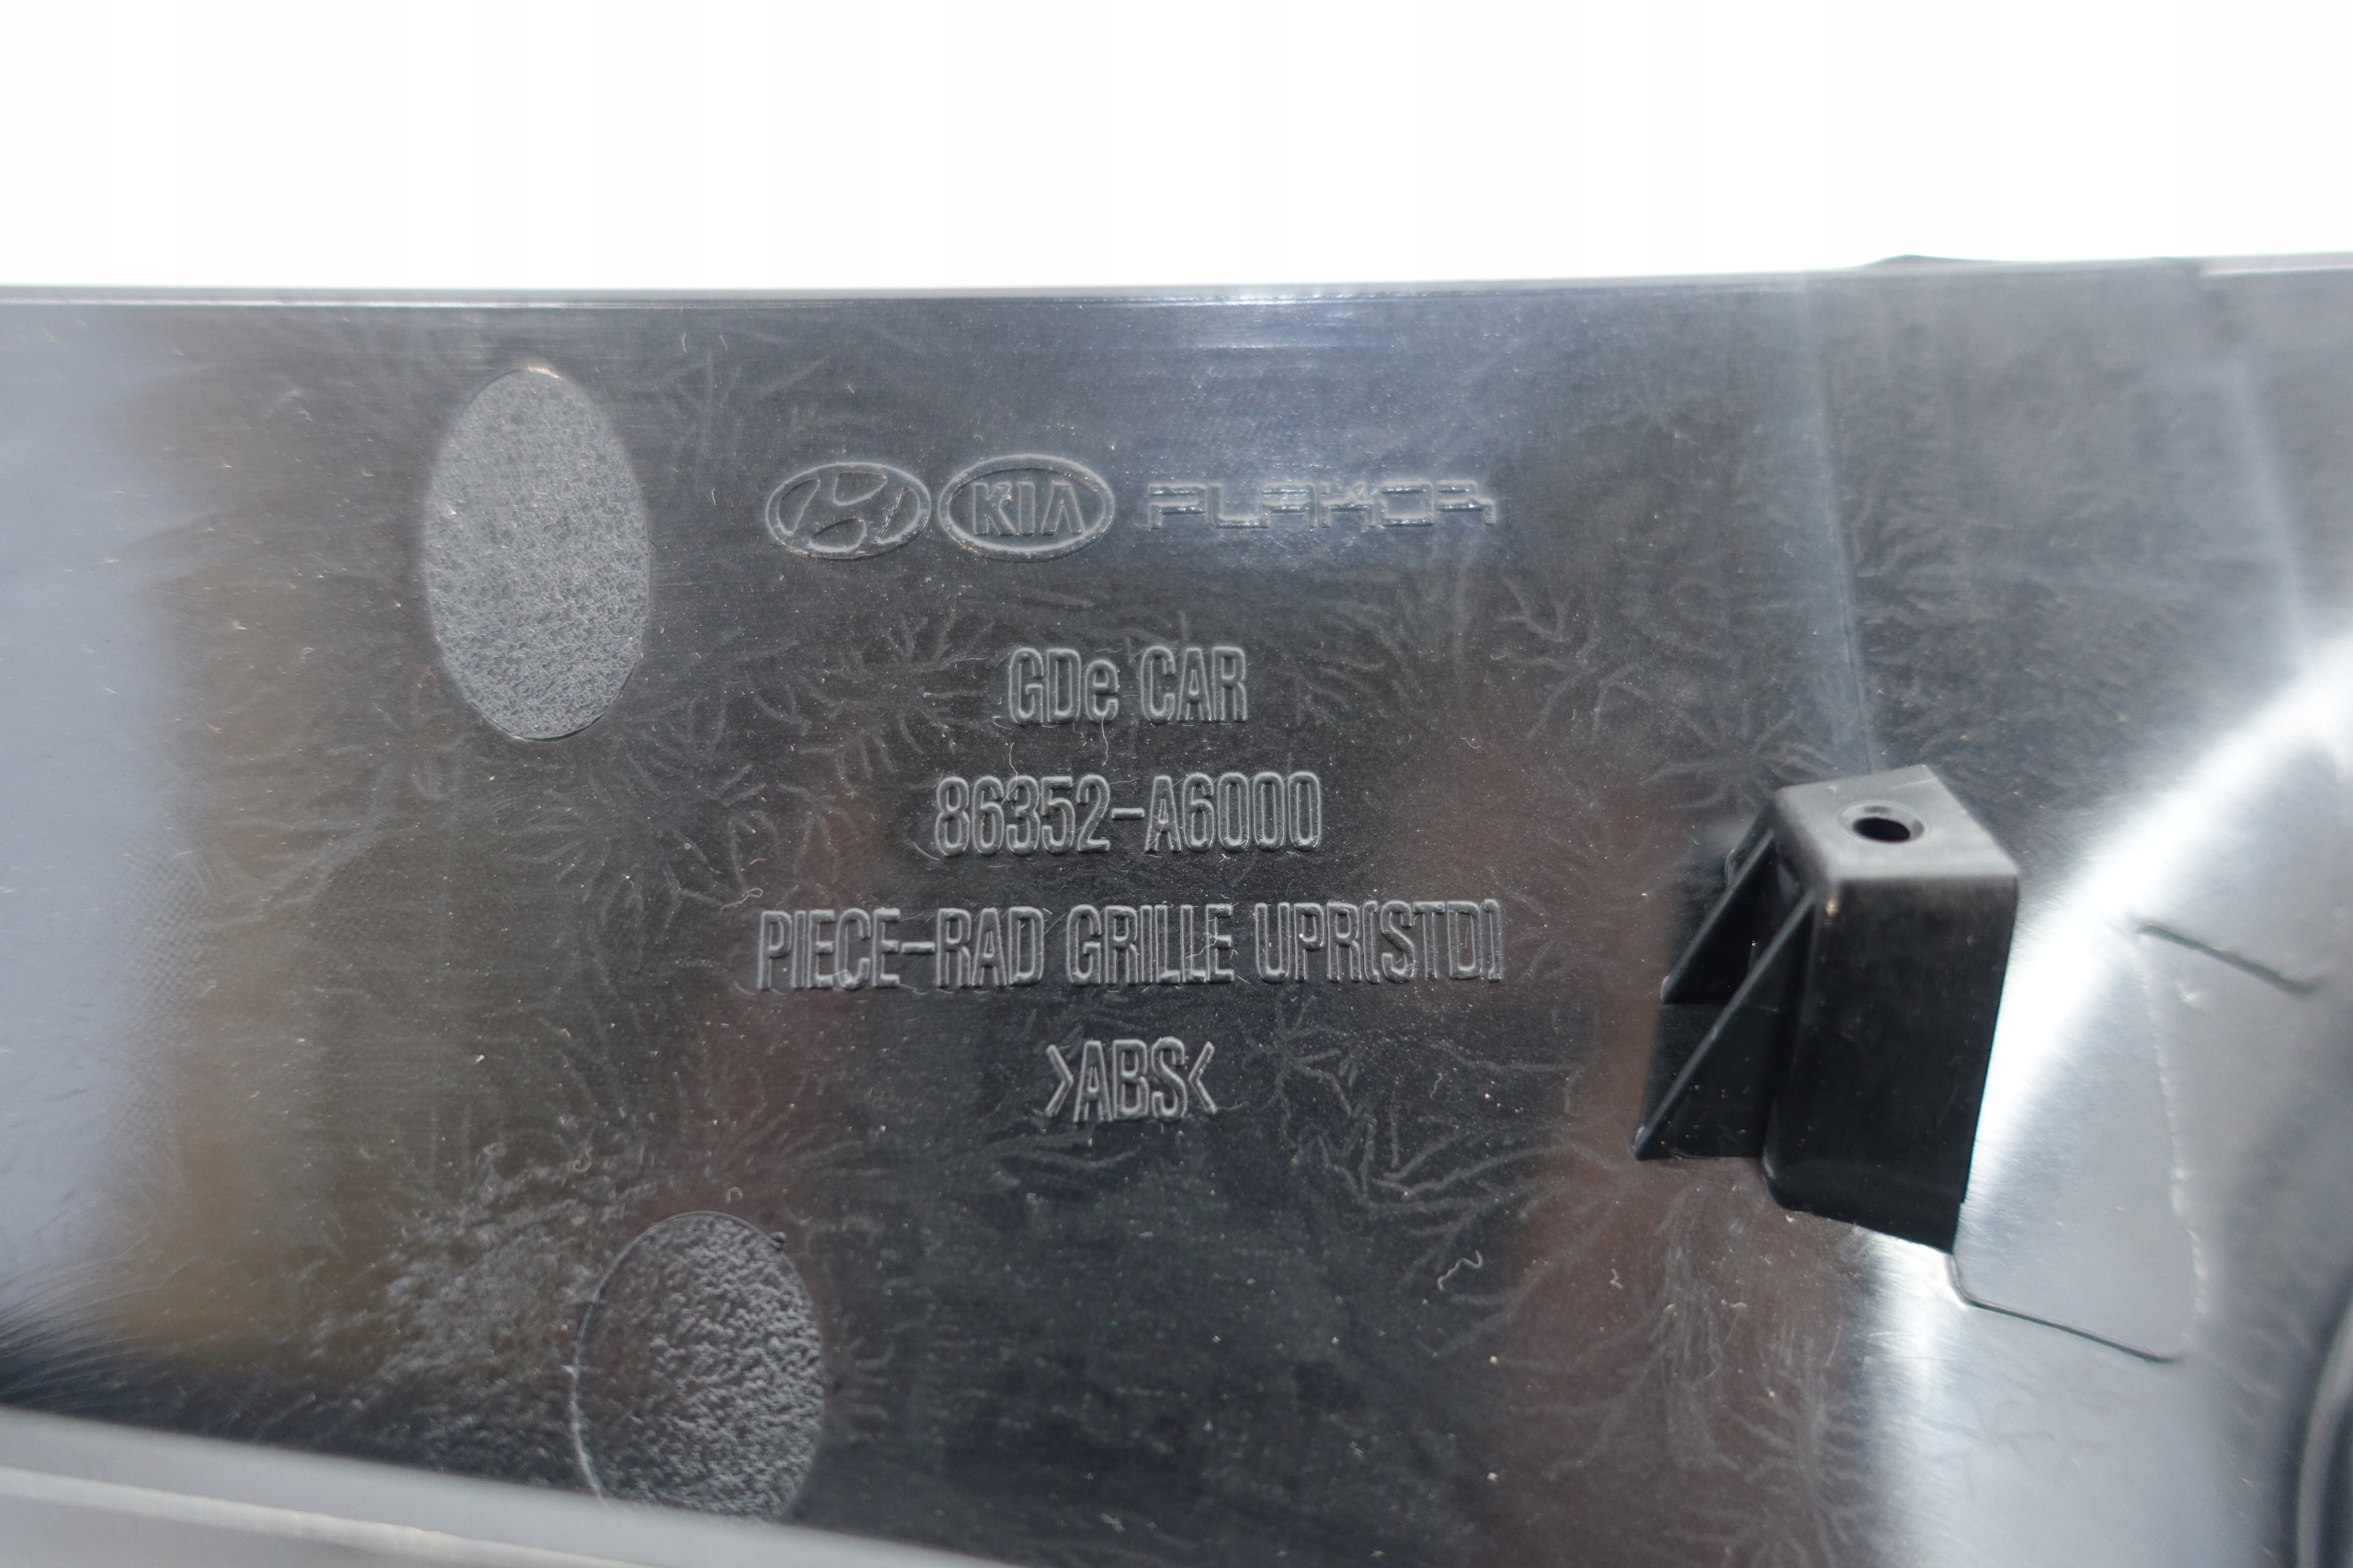 KIA PLAKOR
GDe CAR
86352-A6000
PIECE-RAD GRILLE UPR(STD)
>ABS<